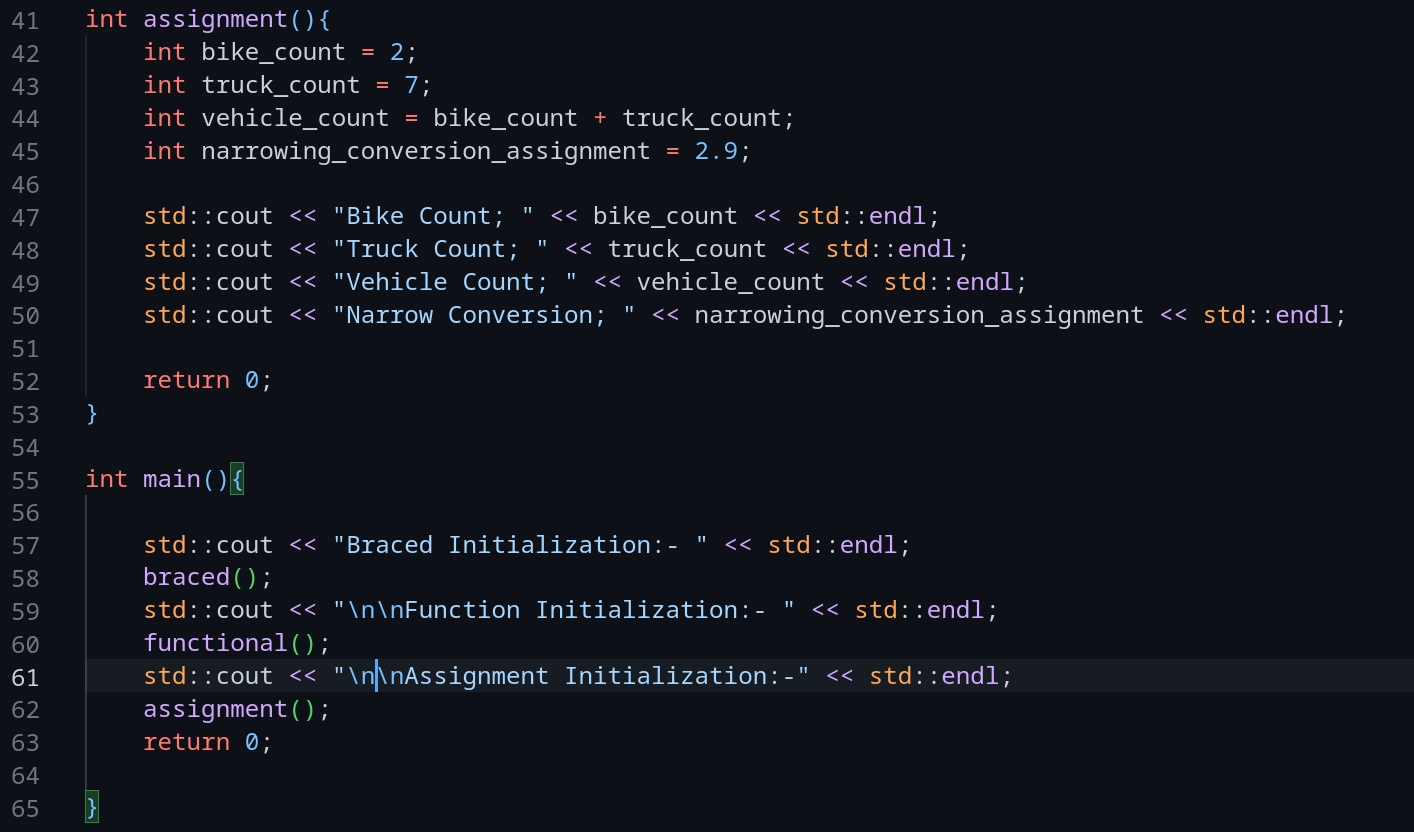 41 int assignment(){
42     int bike_count = 2;
43     int truck_count = 7;
44     int vehicle_count = bike_count + truck_count;
45     int narrowing_conversion_assignment = 2.9;
46
47     std::cout << "Bike Count; " << bike_count << std::endl;
48     std::cout << "Truck Count; " << truck_count << std::endl;
49     std::cout << "Vehicle Count; " << vehicle_count << std::endl;
50     std::cout << "Narrow Conversion; " << narrowing_conversion_assignment << std::endl;
51
52     return 0;
53 }
54
55 int main(){
56
57     std::cout << "Braced Initialization:- " << std::endl;
58     braced();
59     std::cout << "\n\nFunction Initialization:- " << std::endl;
60     functional();
61     std::cout << "\n\nAssignment Initialization:-" << std::endl;
62     assignment();
63     return 0;
64
65 }